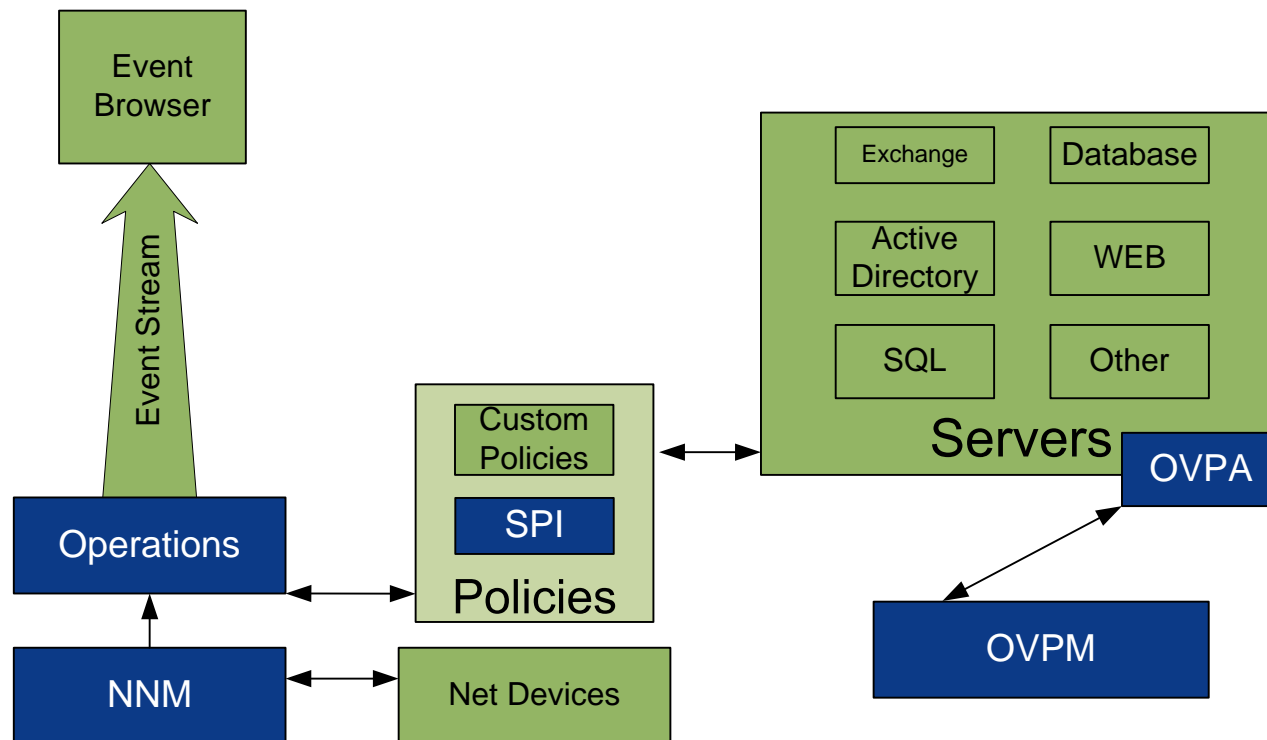 Event
Browser
Event Stream
Operations
NNM
Net Devices
Custom
Policies
SPI
Policies
Exchange
Database
Active
Directory
WEB
SQL
Other
Servers
OVPA
OVPM